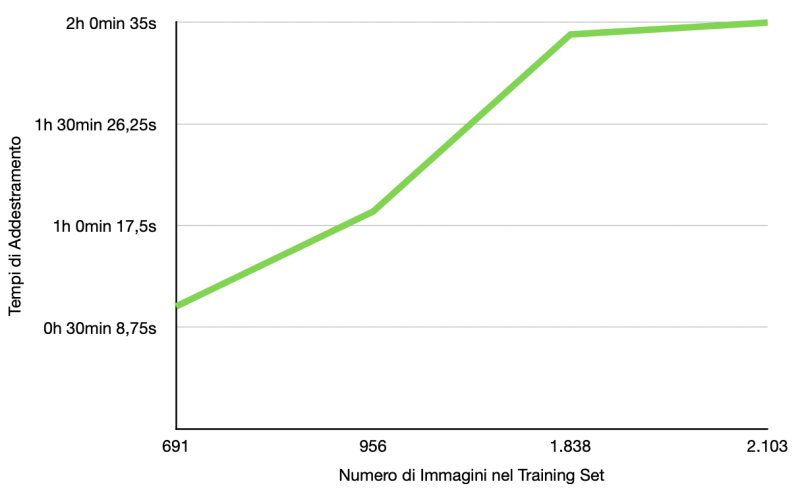 2h 0min 35s
1h 30min 26,25s
1h 0min 17,5s
0h 30min 8,75s
Tempi di Addestramento
691 956 1.838 2.103
Numero di Immagini nel Training Set